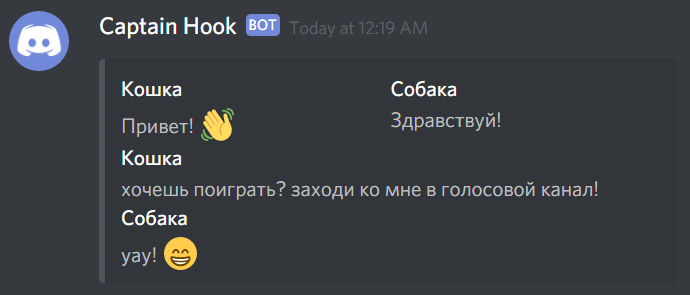 Captain Hook BOT Today at 12:19 AM
Кошка
Привет! 👋
Собака
Здравствуй!
Кошка
хочешь поиграть? заходи ко мне в голосовой канал!
Собака
yay! 😁